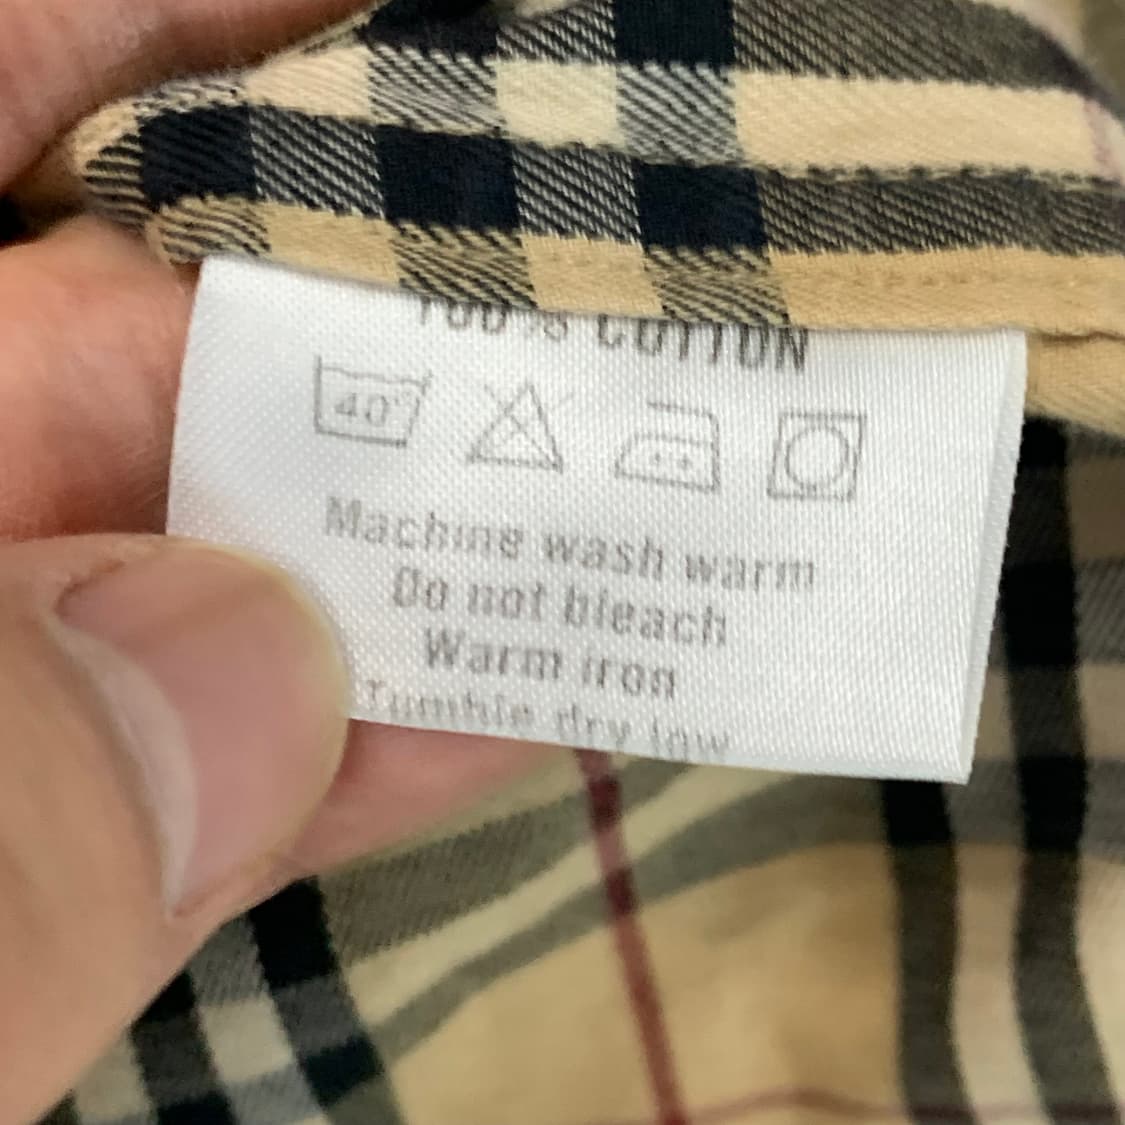 100% COTTON
40°
Machine wash warm
Do not bleach
Warm iron
Tumble dry low